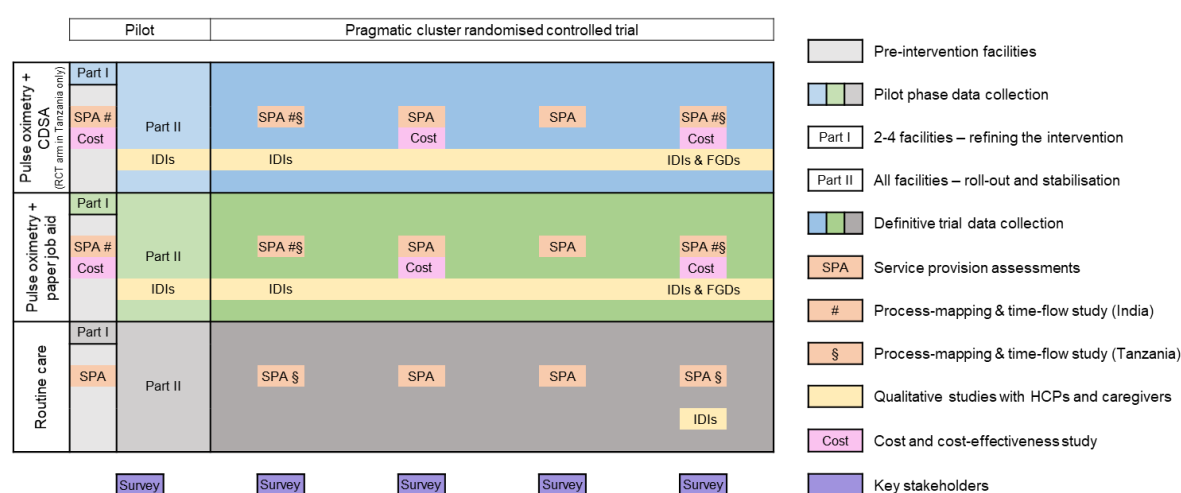 Pilot
Pragmatic cluster randomised controlled trial
Pulse oximetry +
CDSA
(RCT arm in Tanzania only)
Part I
SPA #
Cost
Part II
IDIs
SPA #§
IDIs
SPA
Cost
SPA
SPA #§
Cost
IDIs & FGDs
Pulse oximetry +
paper job aid
Part I
SPA #
Cost
Part II
IDIs
SPA #§
IDIs
SPA
Cost
SPA
SPA #§
Cost
IDIs & FGDs
Routine care
Part I
SPA
Part II
SPA §
SPA
SPA
SPA §
IDIs
Survey
Survey
Survey
Survey
Survey
Pre-intervention facilities
Pilot phase data collection
Part I 2-4 facilities – refining the intervention
Part II All facilities – roll-out and stabilisation
Definitive trial data collection
SPA Service provision assessments
# Process-mapping & time-flow study (India)
§ Process-mapping & time-flow study (Tanzania)
Qualitative studies with HCPs and caregivers
Cost Cost and cost-effectiveness study
Key stakeholders